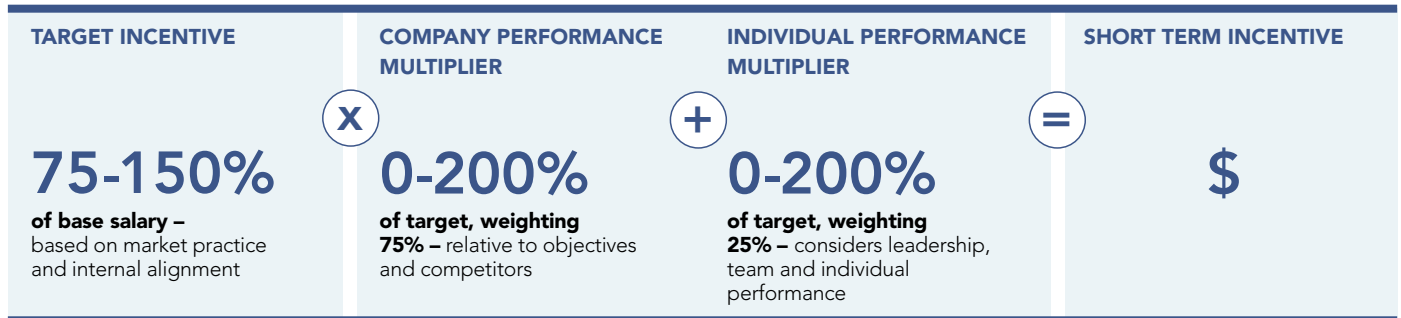 TARGET INCENTIVE
75-150%
of base salary –
based on market practice
and internal alignment
x
COMPANY PERFORMANCE
MULTIPLIER
0-200%
of target, weighting
75% – relative to objectives
and competitors
+
INDIVIDUAL PERFORMANCE
MULTIPLIER
0-200%
of target, weighting
25% – considers leadership,
team and individual
performance
=
SHORT TERM INCENTIVE
$